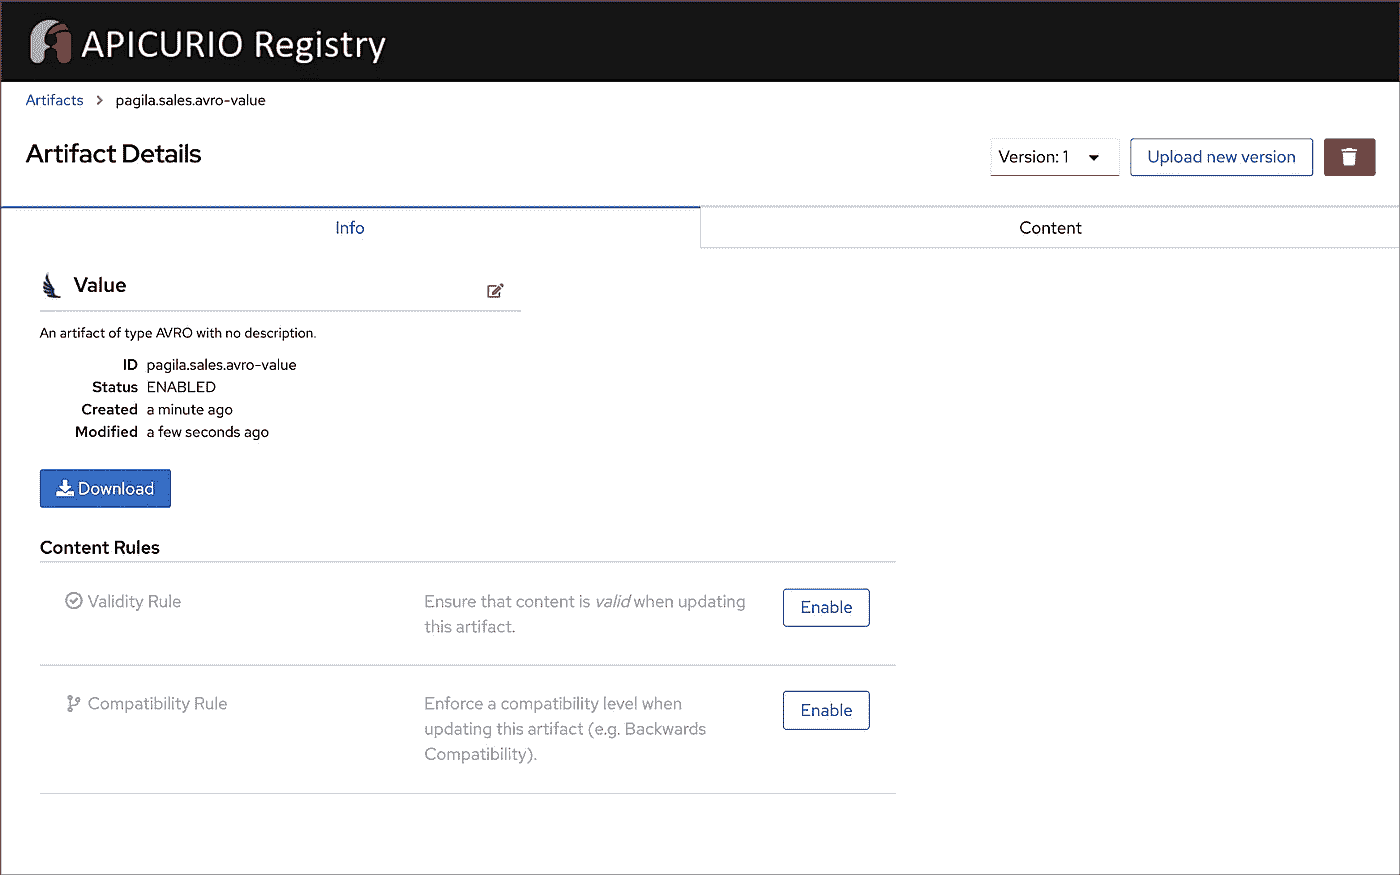 APICURIO Registry
Artifacts > pagila.sales.avro-value
Artifact Details
Version: 1
Upload new version
Info
Content
Value
An artifact of type AVRO with no description.
ID pagila.sales.avro-value
Status ENABLED
Created a minute ago
Modified a few seconds ago
Download
Content Rules
Validity Rule
Ensure that content is valid when updating
this artifact.
Enable
Compatibility Rule
Enforce a compatibility level when
updating this artifact (e.g. Backwards
Compatibility).
Enable